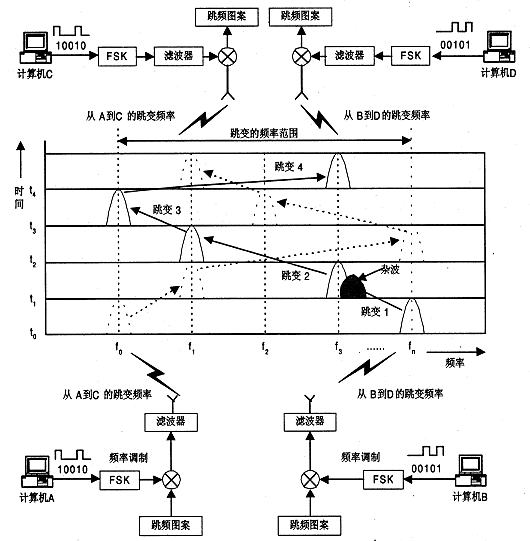 跳频图案
跳频图案
10010
FSK
滤波器
滤波器
FSK
00101
计算机C
计算机D
从 A到C 的跳变频率
从 B到D的跳变频率
跳变的频率范围
时间
t₄
t₃
t₂
t₁
t₀
跳变 4
跳变 3
跳变 2
杂波
跳变 1
f₀
f₁
f₂
f₃
......
fₙ
频率
从 A到C的跳变频率
从 B到D的跳变频率
滤波器
滤波器
10010
频率调制
频率调制
00101
FSK
FSK
计算机A
计算机B
跳频图案
跳频图案